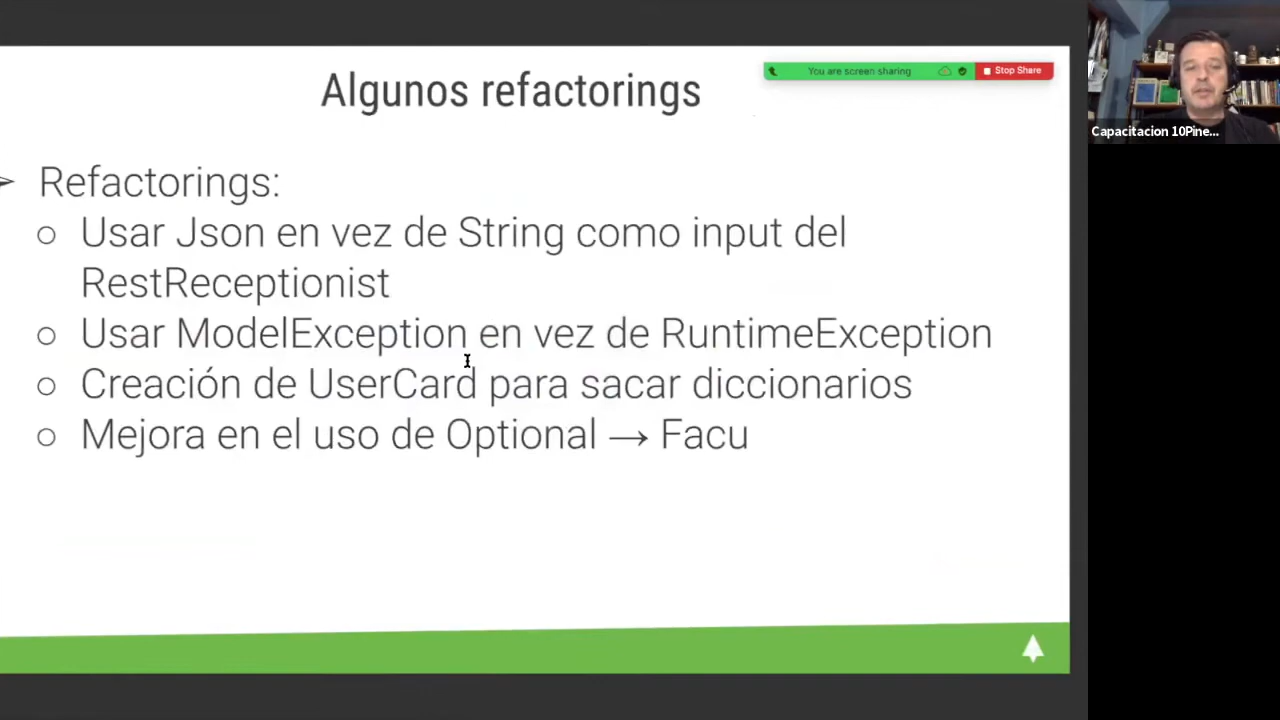 Algunos refactorings
You are screen sharing
Stop Share
Capacitacion 10Pine...
➢ Refactorings:
○ Usar Json en vez de String como input del
RestReceptionist
○ Usar ModelException en vez de RuntimeException
○ Creación de UserCard para sacar diccionarios
○ Mejora en el uso de Optional → Facu